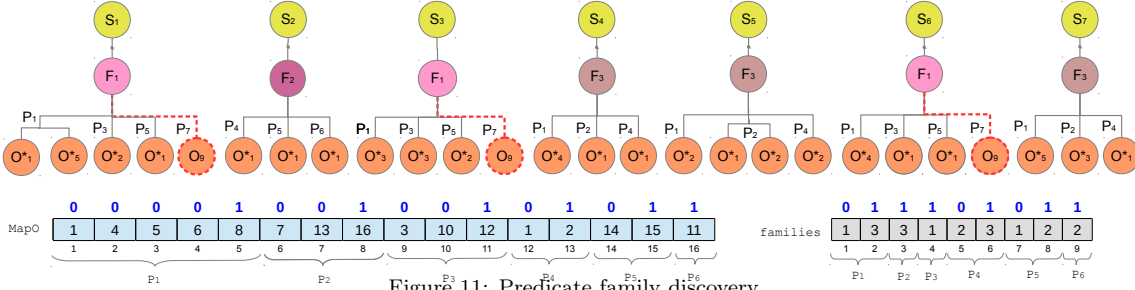 S1 S2 S3 S4 S5 S6 S7
F1 F2 F1 F3 F3 F1 F3
P1 P3 P5 P7 P4 P5 P6 P1 P3 P5 P7 P1 P2 P4 P1 P2 P4 P1 P3 P5 P7 P1 P2 P4
O*1 O*5 O*2 O*1 O9 O*1 O*1 O*1 O*3 O*3 O*2 O9 O*4 O*1 O*1 O*2 O*1 O*2 O*2 O*4 O*1 O*1 O9 O*5 O*3 O*2
0 0 0 0 1 0 0 1 0 0 1 0 1 0 1 1 0 1 1 1 0 1 0 1 1
MapO 1 4 5 6 8 7 13 16 3 10 12 1 2 14 15 11 families 1 3 3 1 2 3 1 2 2
1 2 3 4 5 6 7 8 9 10 11 12 13 14 15 16 1 2 3 4 5 6 7 8 9
P1 P2 P3 P4 P5 P6 P1 P2 P3 P4 P5 P6
Figure 11: Predicate family discovery